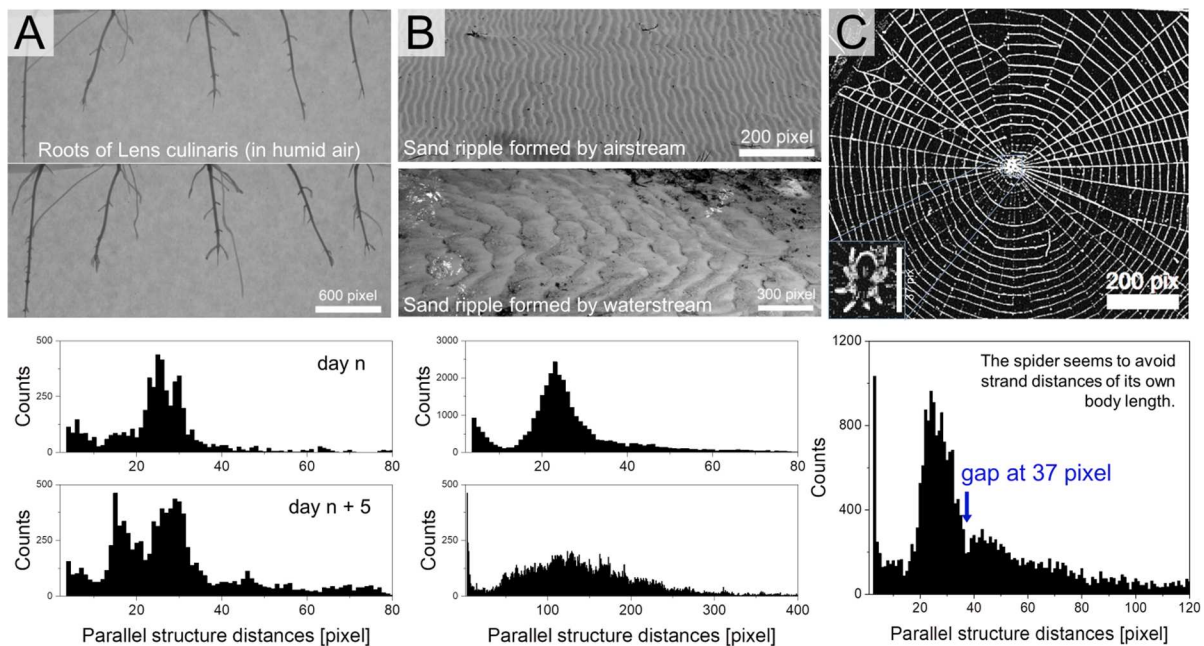 A
Roots of Lens culinaris (in humid air)
600 pixel
B
200 pixel
Sand ripple formed by airstream
300 pixel
Sand ripple formed by waterstream
C
200 pix
500
250
0
Counts
day n
20
40
60
80
500
250
0
Counts
day n + 5
20
40
60
80
Parallel structure distances [pixel]
3000
2000
1000
0
Counts
20
40
60
80
500
250
0
Counts
100
200
300
400
Parallel structure distances [pixel]
1200
900
600
300
0
Counts
The spider seems to avoid
strand distances of its own
body length.
gap at 37 pixel
20
40
60
80
100
120
Parallel structure distances [pixel]